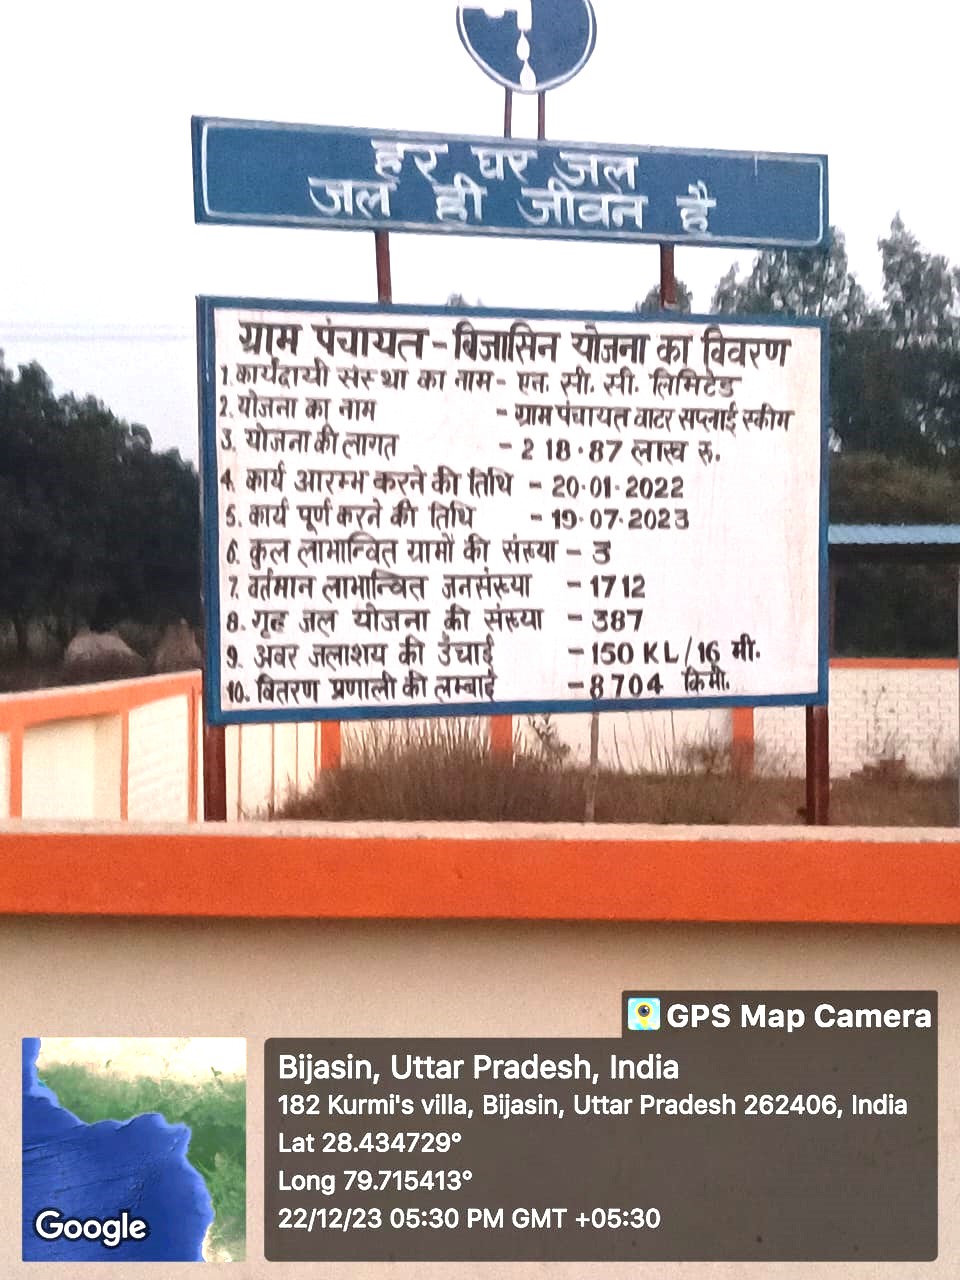 हर घर जल
जल ही जीवन है
ग्राम पंचायत - बिजासिन योजना का विवरण
1. कार्यदायी संस्था का नाम - एन. सी. सी. लिमिटेड
2. योजना का नाम - ग्राम पंचायत वाटर सप्लाई स्कीम
3. योजना की लागत - 218.87 लाख रु.
4. कार्य आरम्भ करने की तिथि - 20.01.2022
5. कार्य पूर्ण करने की तिथि - 19.07.2023
6. कुल लाभान्वित ग्रामों की संख्या - 3
7. वर्तमान लाभान्वित जनसंख्या - 1712
8. गृह जल योजना की संख्या - 387
9. अवर जलाशय की उंचाई - 150 KL/16 मी.
10. वितरण प्रणाली की लम्बाई - 8704 किमी.
GPS Map Camera
Bijasin, Uttar Pradesh, India
182 Kurmi's villa, Bijasin, Uttar Pradesh 262406, India
Lat 28.434729°
Long 79.715413°
22/12/23 05:30 PM GMT +05:30
Google